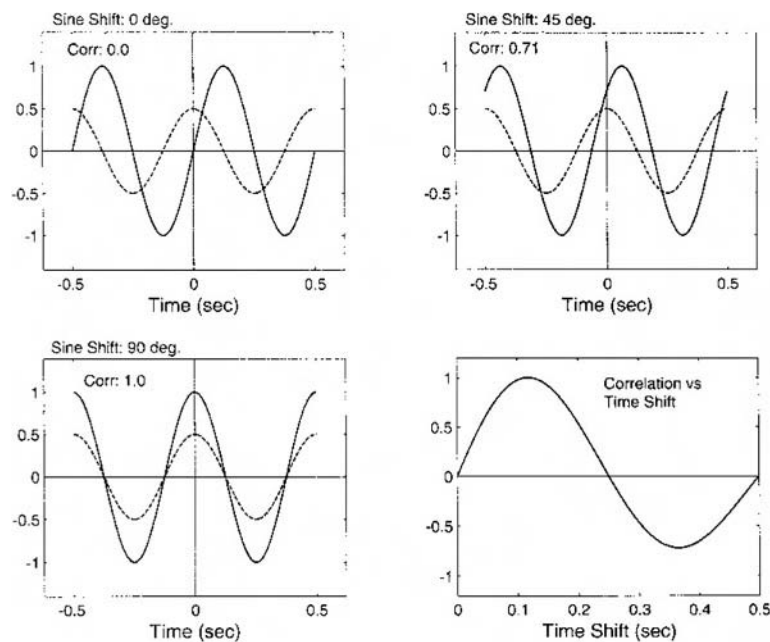 Sine Shift: 0 deg.
Corr: 0.0
1
0.5
0
-0.5
-1
-0.5 0 0.5
Time (sec)
Sine Shift: 45 deg.
Corr: 0.71
1
0.5
0
-0.5
-1
-0.5 0 0.5
Time (sec)
Sine Shift: 90 deg.
Corr: 1.0
1
0.5
0
-0.5
-1
-0.5 0 0.5
Time (sec)
Correlation vs
Time Shift
1
0.5
0
-0.5
-1
0 0.1 0.2 0.3 0.4 0.5
Time Shift (sec)